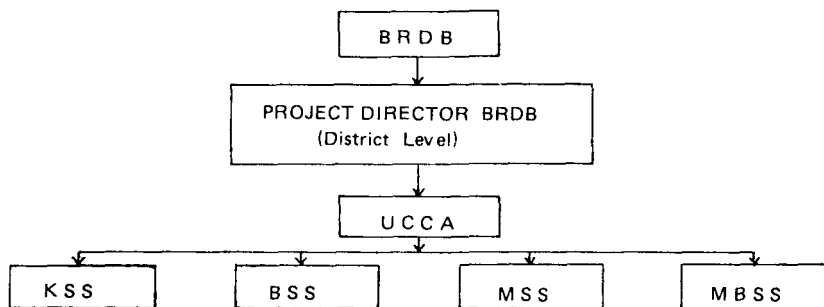 BRDB
PROJECT DIRECTOR BRDB
(District Level)
UCCA
KSS BSS MSS MBSS